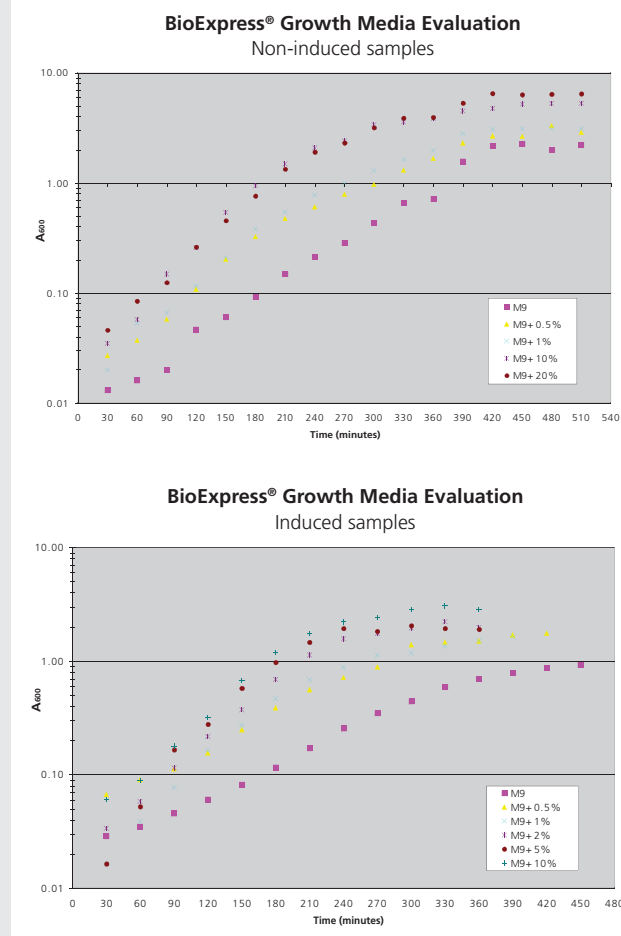 BioExpress® Growth Media Evaluation
Non-induced samples
10.00
1.00
0.10
0.01
A600
0 30 60 90 120 150 180 210 240 270 300 330 360 390 420 450 480 510 540
Time (minutes)
M9
M9+ 0.5%
M9+ 1%
M9+ 10%
M9+ 20%
BioExpress® Growth Media Evaluation
Induced samples
10.00
1.00
0.10
0.01
A600
0 30 60 90 120 150 180 210 240 270 300 330 360 390 420 450 480
Time (minutes)
M9
M9+ 0.5%
M9+ 1%
M9+ 2%
M9+ 5%
M9+ 10%